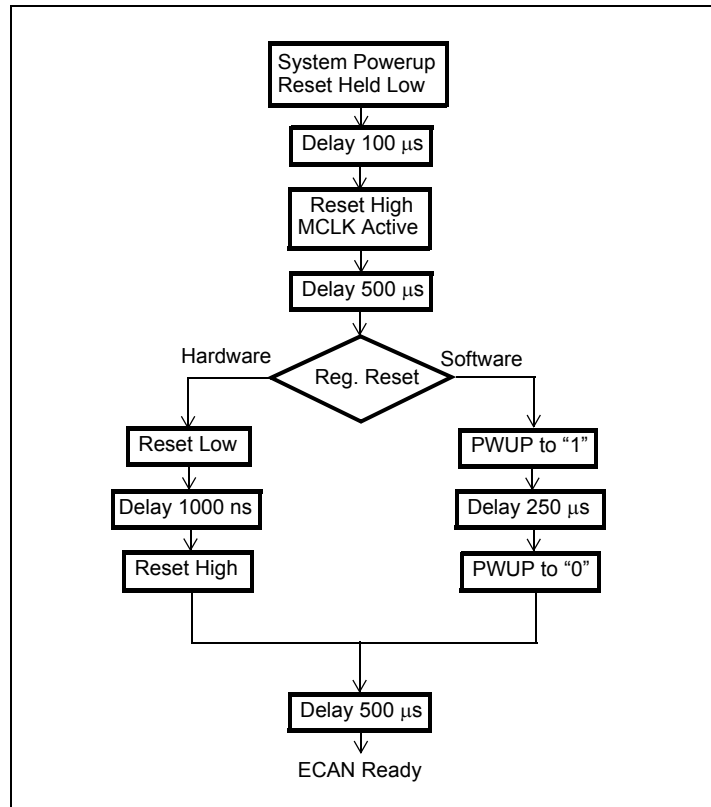 System Powerup
Reset Held Low
Delay 100 μs
Reset High
MCLK Active
Delay 500 μs
Hardware
Software
Reg. Reset
Reset Low
PWUP to “1”
Delay 1000 ns
Delay 250 μs
Reset High
PWUP to “0”
Delay 500 μs
ECAN Ready